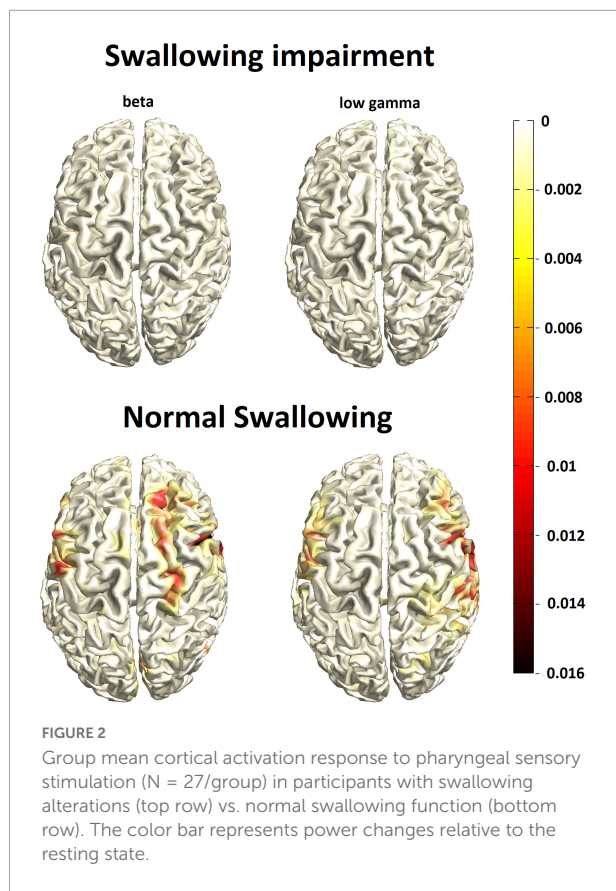 Swallowing impairment
beta
low gamma
0
0.002
0.004
0.006
0.008
0.01
0.012
0.014
0.016
Normal Swallowing
FIGURE 2
Group mean cortical activation response to pharyngeal sensory
stimulation (N = 27/group) in participants with swallowing
alterations (top row) vs. normal swallowing function (bottom
row). The color bar represents power changes relative to the
resting state.